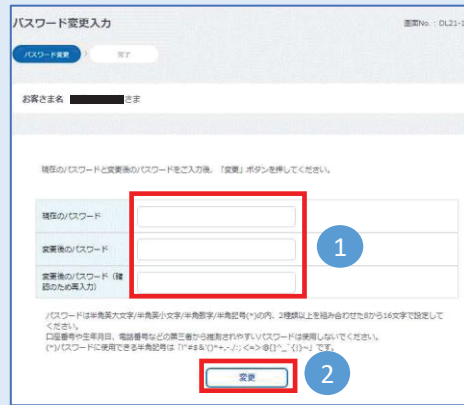 パスワード変更入力
画面No.：DL21-1
パスワード変更
完了
お客さま名 さま
現在のパスワードと変更後のパスワードをご入力後、「変更」ボタンを押してください。
現在のパスワード
変更後のパスワード
変更後のパスワード（確
認のため再入力）
1
パスワードは半角英大文字/半角英小文字/半角数字/半角記号(*)の内、2種類以上を組み合わせた8から16文字で設定して
ください。
口座番号や生年月日、電話番号などの第三者から推測されやすいパスワードは使用しないでください。
(*)パスワードに使用できる半角記号は「!"#$&'()*+,-./:;<=>@[]^_`{|}~」です。
変更
2